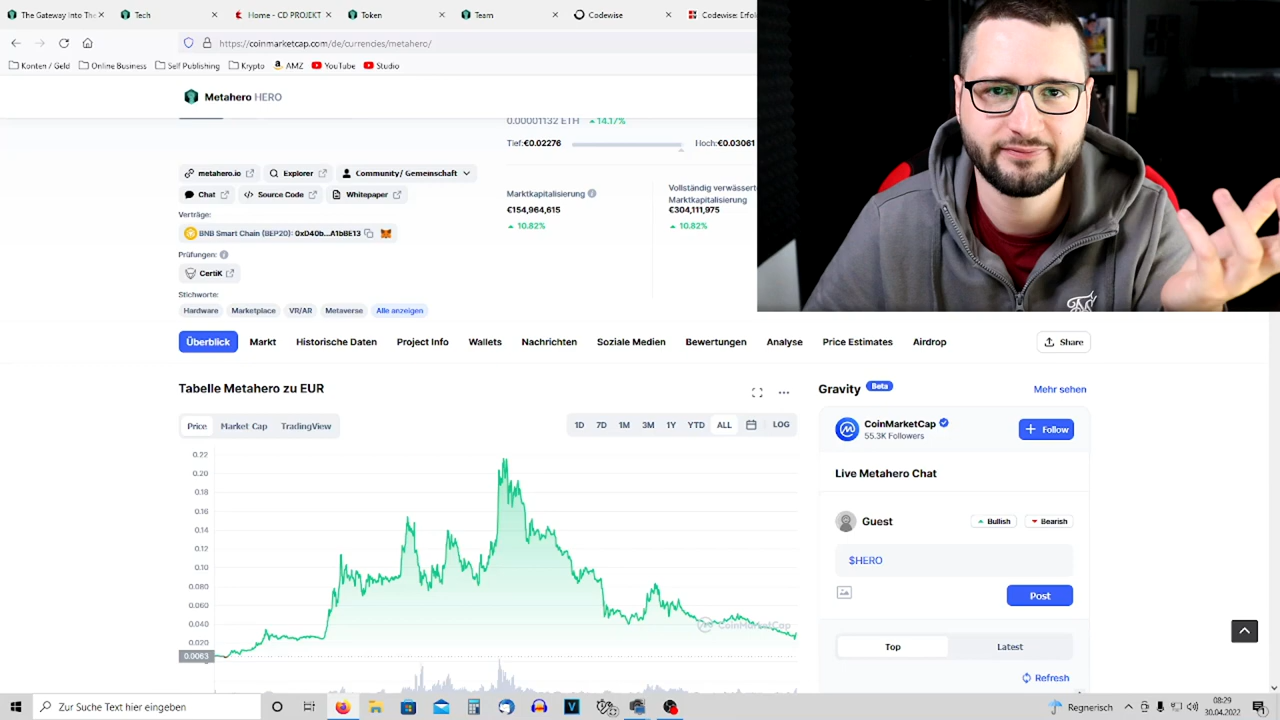 The Gateway Into The
Tech
Home - CD PROJEKT
Token
Team
Codewise
Codewise: Erfol
https://coinmarketcap.com/de/currencies/metahero/
Konten / Geld
Online Business
Self Publishing
Krypto
AMZ
YouTube
Studio
Metahero HERO
0.00001132 ETH 14.17%
Tief:€0.02276
Hoch:€0.03061
metahero.io
Explorer
Community/ Gemeinschaft
Chat
Source Code
Whitepaper
Marktkapitalisierung
€154,964,615
10.82%
Vollständig verwässerte
Marktkapitalisierung
€304,111,975
10.82%
Verträge:
BNB Smart Chain (BEP20): 0xD40b...A1bBE13
Prüfungen:
CertiK
Stichworte:
Hardware
Marketplace
VR/AR
Metaverse
Alle anzeigen
Überblick
Markt
Historische Daten
Project Info
Wallets
Nachrichten
Soziale Medien
Bewertungen
Analyse
Price Estimates
Airdrop
Share
Tabelle Metahero zu EUR
Price
Market Cap
TradingView
1D
7D
1M
3M
1Y
YTD
ALL
LOG
0.22
0.20
0.18
0.16
0.14
0.12
0.10
0.080
0.060
0.040
0.020
0.0063
CoinMarketCap
Gravity
Beta
Mehr sehen
CoinMarketCap
55.3K Followers
Follow
Live Metahero Chat
Guest
Bullish
Bearish
$HERO
Post
Top
Latest
Refresh
Zur Suche Text hier eingeben
Regnerisch
08:29
30.04.2022